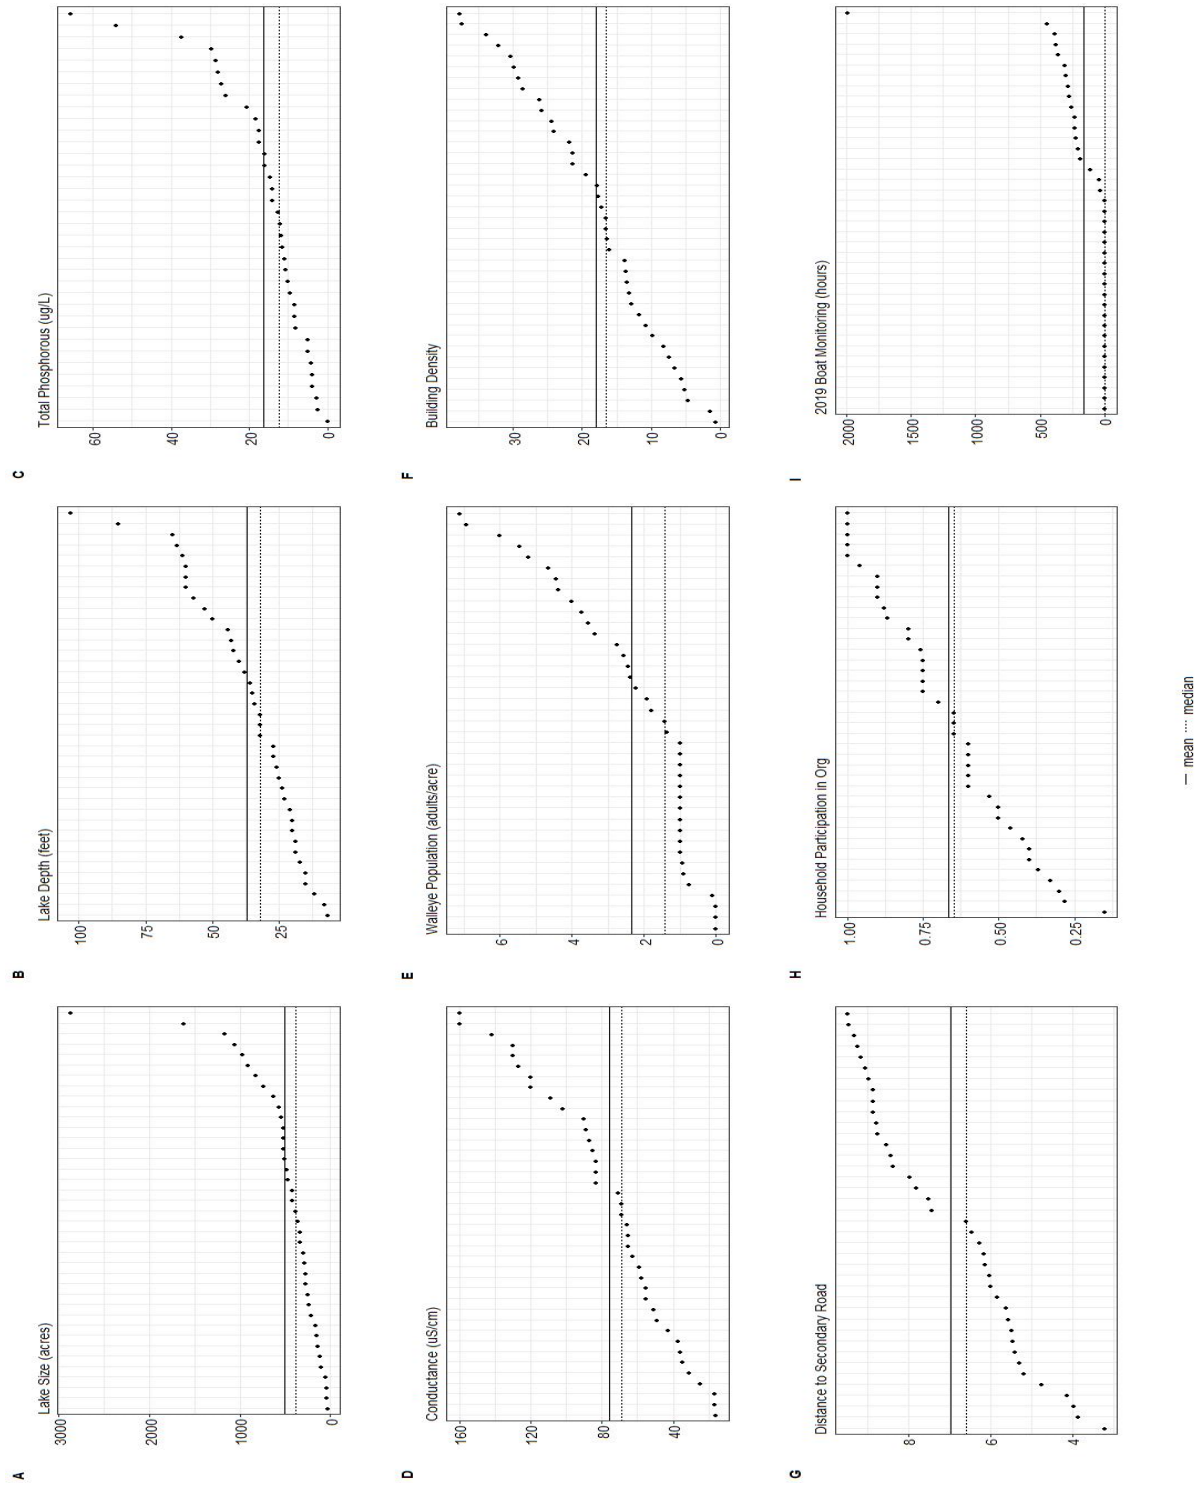 A
Lake Size (acres)
3000
2000
1000
0
B
Lake Depth (feet)
100
75
50
25
C
Total Phosphorous (ug/L)
60
40
20
0
D
Conductance (uS/cm)
160
120
80
40
E
Walleye Population (adults/acre)
6
4
2
0
F
Building Density
30
20
10
0
G
Distance to Secondary Road
8
6
4
H
Household Participation in Org
1.00
0.75
0.50
0.25
I
2019 Boat Monitoring (hours)
2000
1500
1000
500
0
mean median